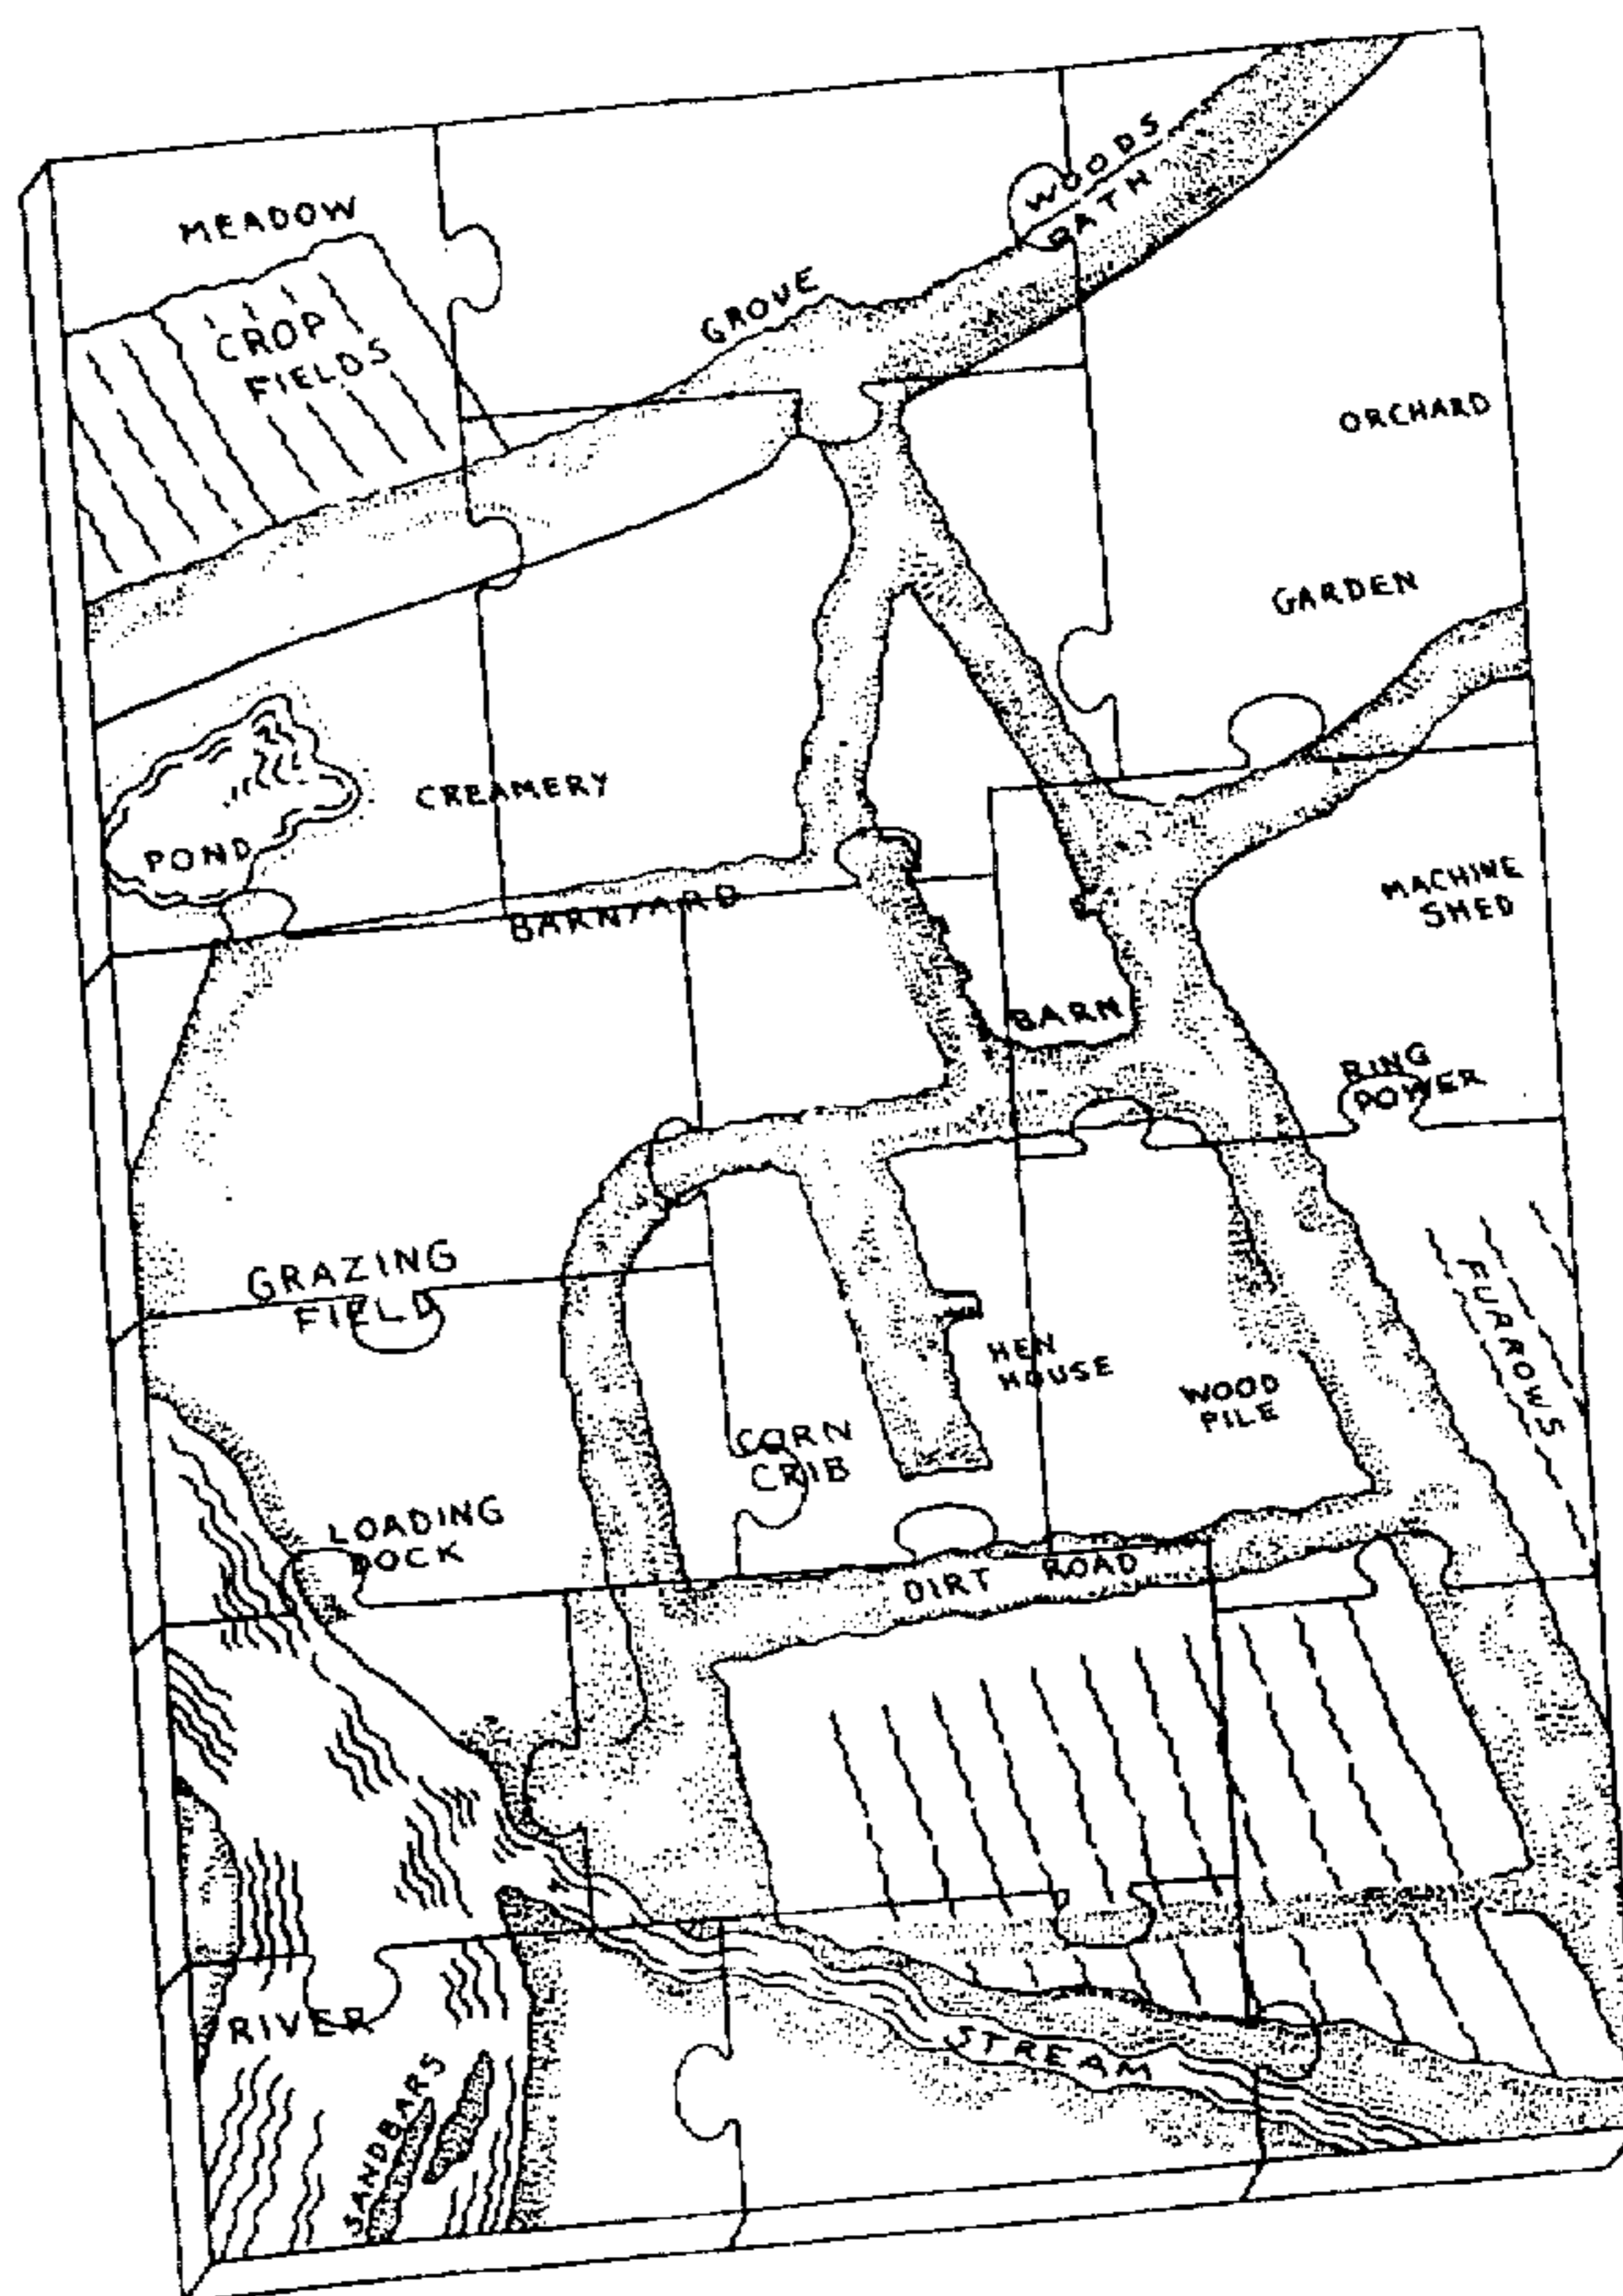 WOODS
PATH
MEADOW
GROVE
CROP
FIELDS
ORCHARD
GARDEN
CREAMERY
POND
MACHINE
SHED
BARNYARD
BARN
RING
POWER
GRAZING
FIELD
FURROWS
HEN
HOUSE
WOOD
PILE
CORN
CRIB
LOADING
DOCK
DIRT ROAD
RIVER
STREAM
SANDBARS